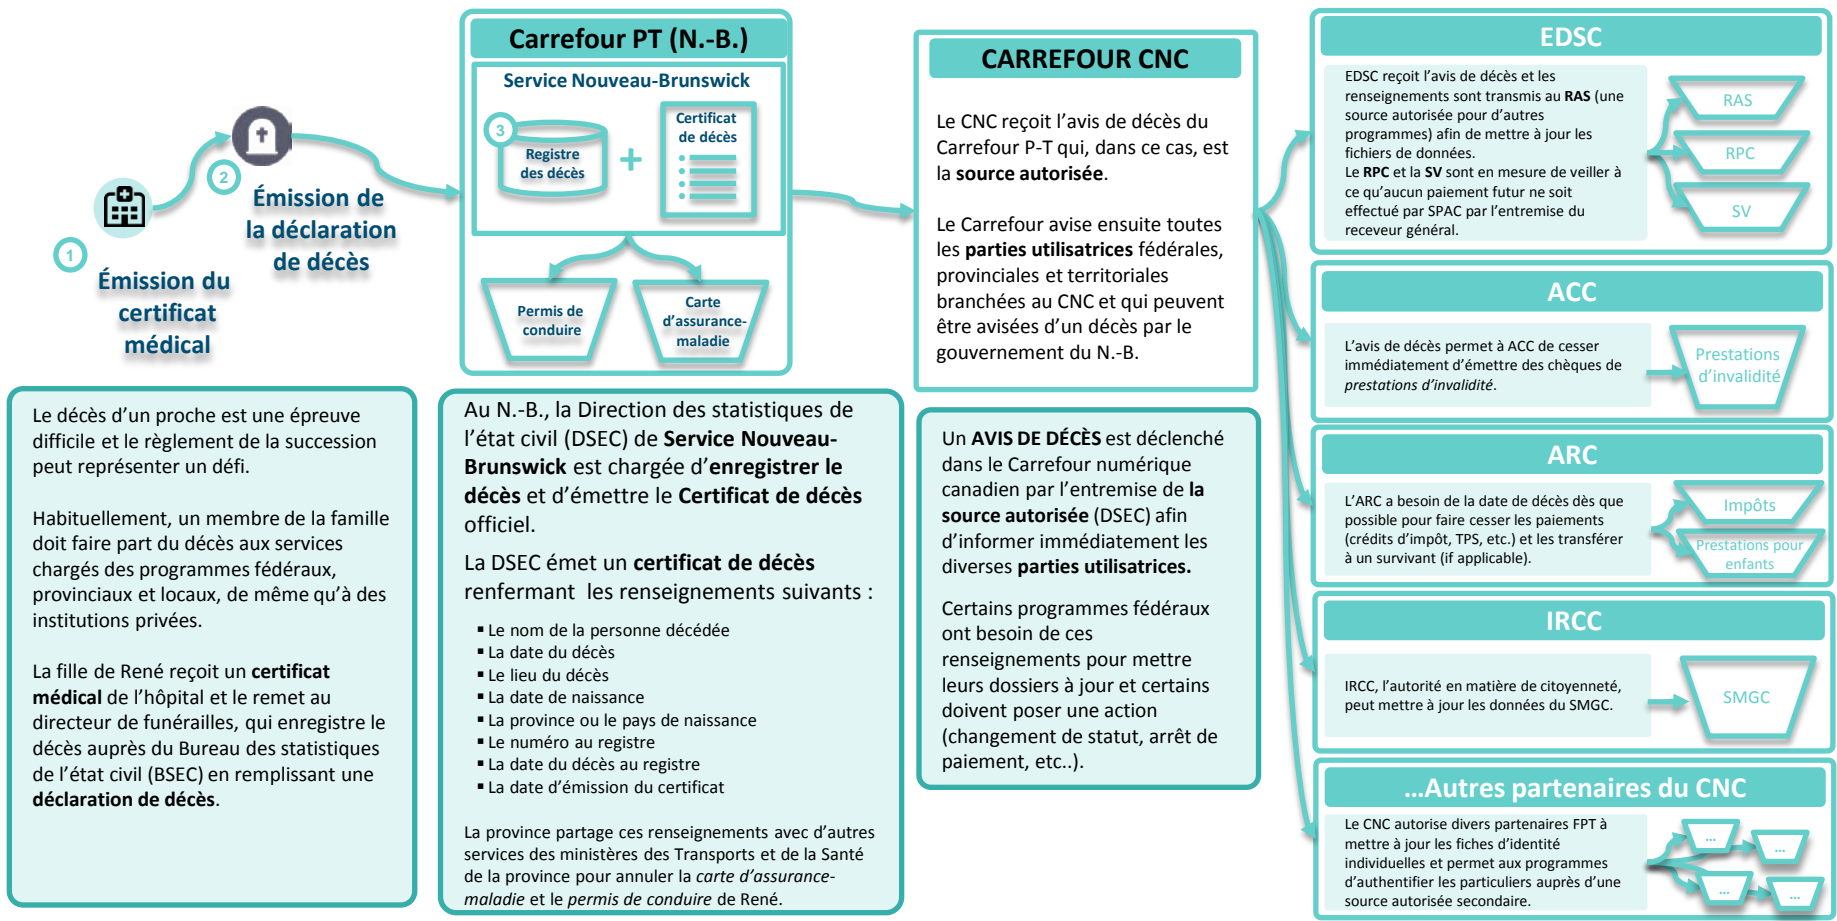 1
Émission du
certificat
médical
2
Émission de
la déclaration
de décès
Carrefour PT (N.-B.)
Service Nouveau-Brunswick
3
Registre
des décès
+
Certificat
de décès
Permis de
conduire
Carte
d’assurance-
maladie
CARREFOUR CNC
Le CNC reçoit l’avis de décès du
Carrefour P-T qui, dans ce cas, est
la source autorisée.
Le Carrefour avise ensuite toutes
les parties utilisatrices fédérales,
provinciales et territoriales
branchées au CNC et qui peuvent
être avisées d’un décès par le
gouvernement du N.-B.
EDSC
EDSC reçoit l’avis de décès et les
renseignements sont transmis au RAS (une
source autorisée pour d’autres
programmes) afin de mettre à jour les
fichiers de données.
Le RPC et la SV sont en mesure de veiller à
ce qu’aucun paiement futur ne soit
effectué par SPAC par l’entremise du
receveur général.
RAS
RPC
SV
ACC
L’avis de décès permet à ACC de cesser
immédiatement d’émettre des chèques de
prestations d’invalidité.
Prestations
d’invalidité
ARC
L’ARC a besoin de la date de décès dès que
possible pour faire cesser les paiements
(crédits d’impôt, TPS, etc.) et les transférer
à un survivant (if applicable).
Impôts
Prestations pour
enfants
IRCC
IRCC, l’autorité en matière de citoyenneté,
peut mettre à jour les données du SMGC.
SMGC
…Autres partenaires du CNC
Le CNC autorise divers partenaires FPT à
mettre à jour les fiches d’identité
individuelles et permet aux programmes
d’authentifier les particuliers auprès d’une
source autorisée secondaire.
…
…
…
…
Le décès d’un proche est une épreuve
difficile et le règlement de la succession
peut représenter un défi.
Habituellement, un membre de la famille
doit faire part du décès aux services
chargés des programmes fédéraux,
provinciaux et locaux, de même qu’à des
institutions privées.
La fille de René reçoit un certificat
médical de l’hôpital et le remet au
directeur de funérailles, qui enregistre le
décès auprès du Bureau des statistiques
de l’état civil (BSEC) en remplissant une
déclaration de décès.
Au N.-B., la Direction des statistiques de
l’état civil (DSEC) de Service Nouveau-
Brunswick est chargée d’enregistrer le
décès et d’émettre le Certificat de décès
officiel.
La DSEC émet un certificat de décès
renfermant les renseignements suivants :
▪ Le nom de la personne décédée
▪ La date du décès
▪ Le lieu du décès
▪ La date de naissance
▪ La province ou le pays de naissance
▪ Le numéro au registre
▪ La date du décès au registre
▪ La date d’émission du certificat
La province partage ces renseignements avec d’autres
services des ministères des Transports et de la Santé
de la province pour annuler la carte d’assurance-
maladie et le permis de conduire de René.
Un AVIS DE DÉCÈS est déclenché
dans le Carrefour numérique
canadien par l’entremise de la
source autorisée (DSEC) afin
d’informer immédiatement les
diverses parties utilisatrices.
Certains programmes fédéraux
ont besoin de ces
renseignements pour mettre
leurs dossiers à jour et certains
doivent poser une action
(changement de statut, arrêt de
paiement, etc..).